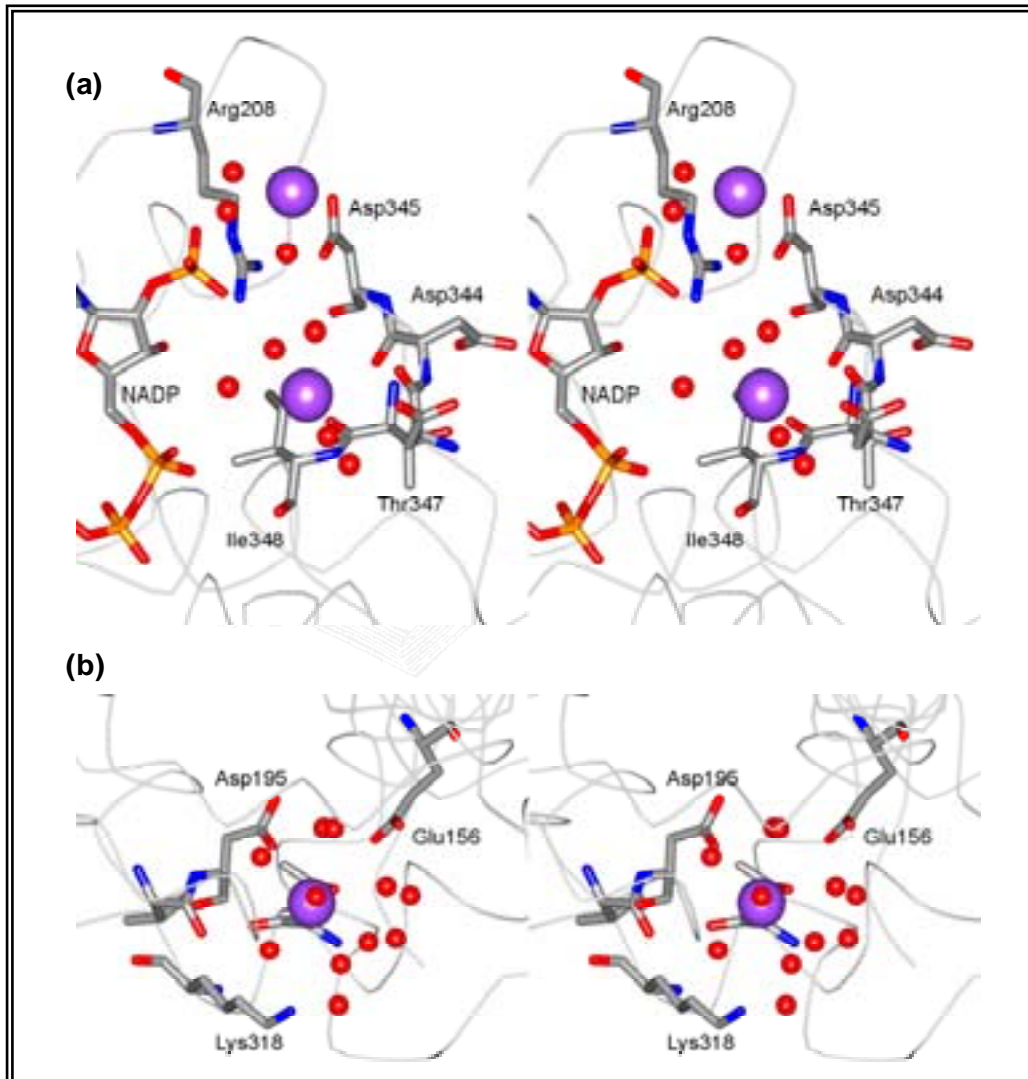 (a)
Arg208 Arg208
Asp345 Asp345
Asp344 Asp344
NADP NADP
Thr347 Thr347
Ile348 Ile348
(b)
Asp195 Asp195
Glu156 Glu156
Lys318 Lys318